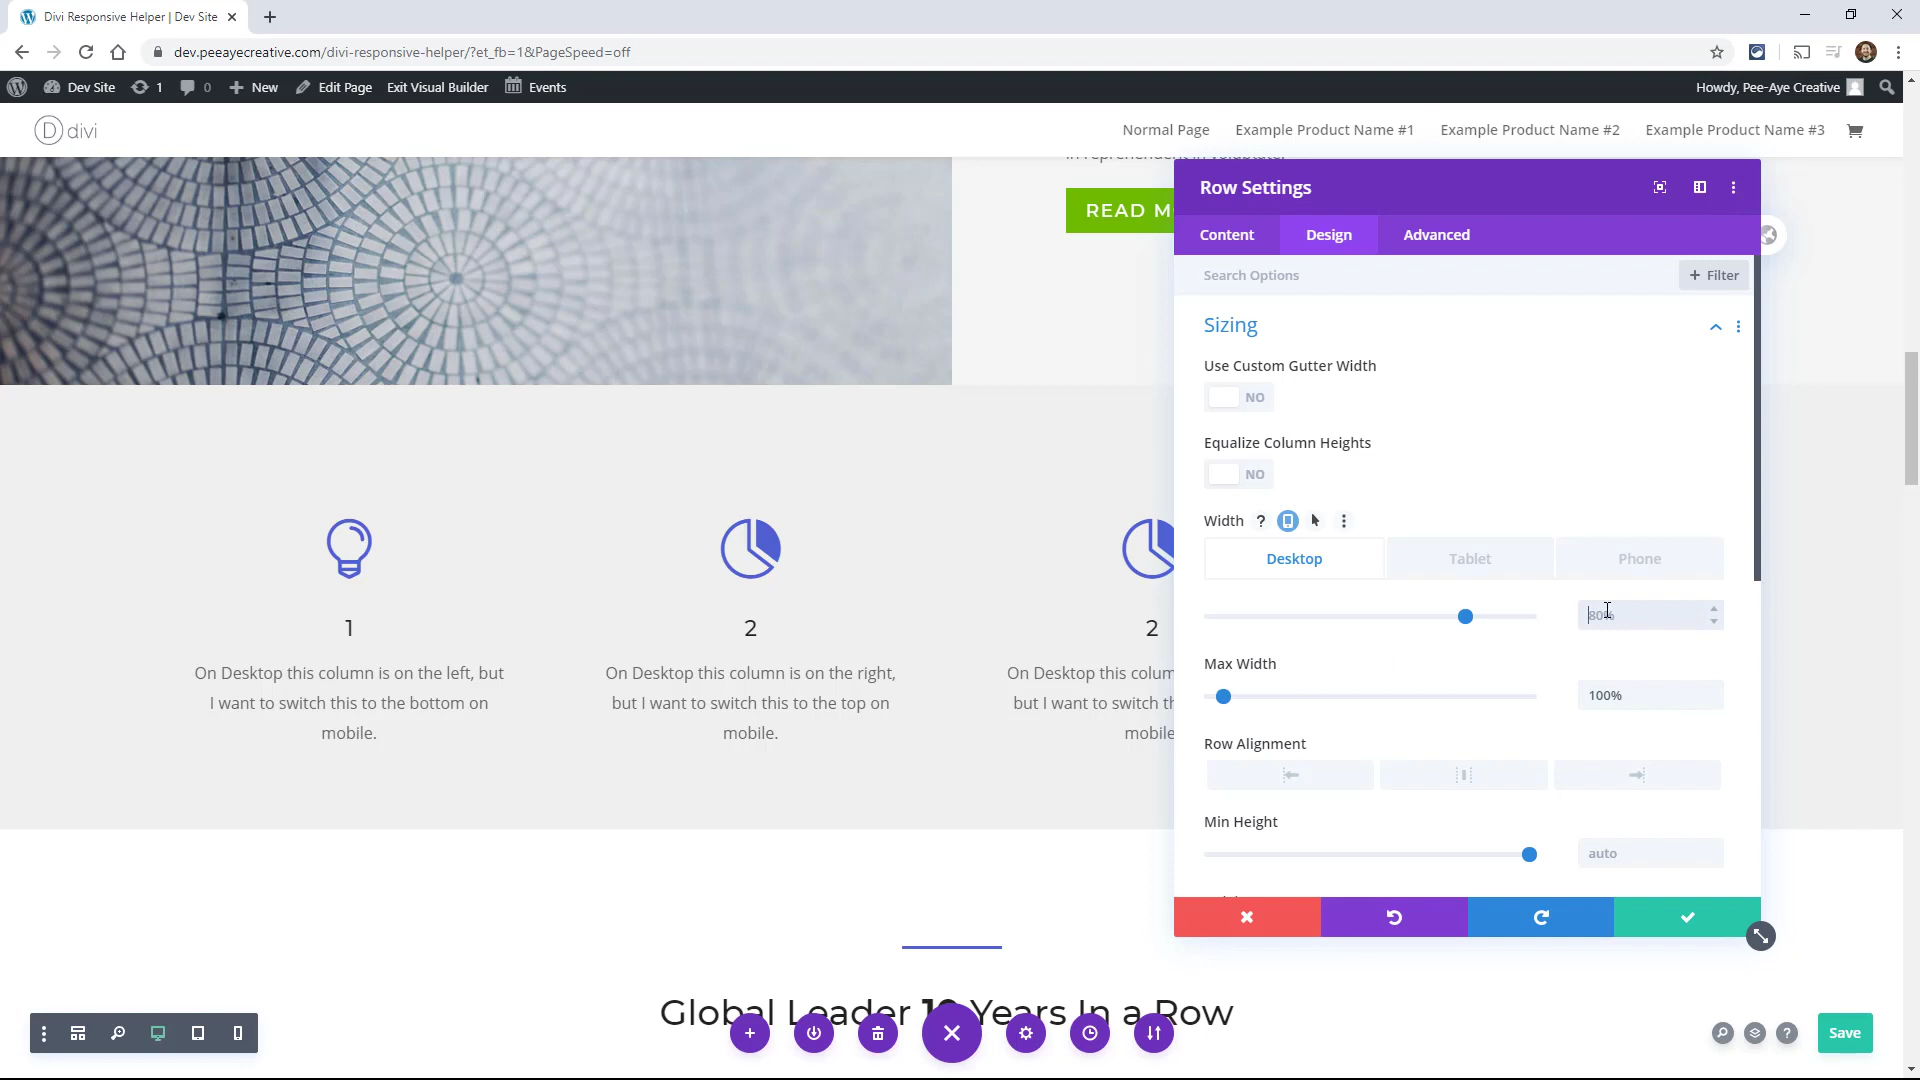 Divi Responsive Helper | Dev Site
dev.peeayecreative.com/divi-responsive-helper/?et_fb=1&PageSpeed=off
Dev Site
1
0
New
Edit Page
Exit Visual Builder
Events
Howdy, Pee-Aye Creative
D divi
Normal Page
Example Product Name #1
Example Product Name #2
Example Product Name #3
in reprehenderit in voluptate.
READ M
Row Settings
Content
Design
Advanced
Search Options
+ Filter
Sizing
Use Custom Gutter Width
NO
Equalize Column Heights
NO
Width ?
Desktop
Tablet
Phone
80%
Max Width
100%
Row Alignment
Min Height
auto
1
On Desktop this column is on the left, but
I want to switch this to the bottom on
mobile.
2
On Desktop this column is on the right,
but I want to switch this to the top on
mobile.
2
On Desktop this colum
but I want to switch th
mobile
Global Leader 10 Years In a Row
?
Save